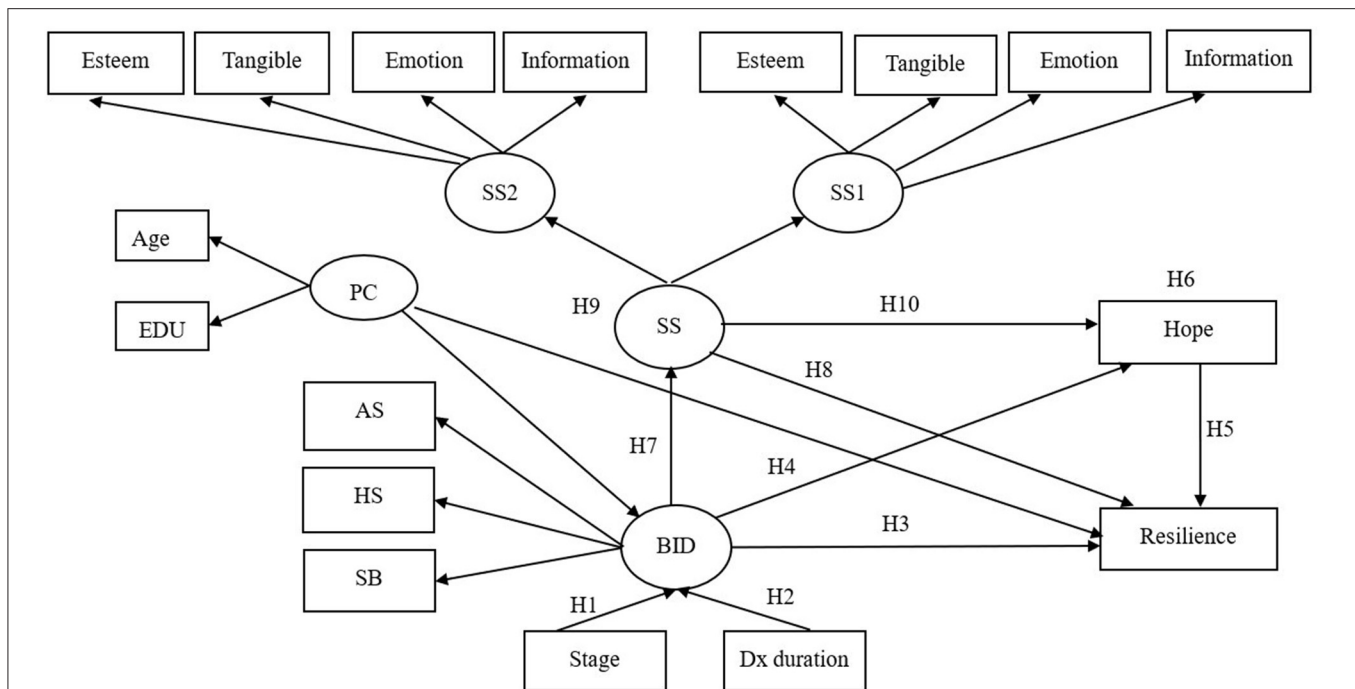 Esteem
Tangible
Emotion
Information
Esteem
Tangible
Emotion
Information
SS2
SS1
Age
PC
EDU
H9
SS
H10
H6
Hope
H8
AS
H7
H4
H5
HS
BID
H3
Resilience
SB
H1
H2
Stage
Dx duration